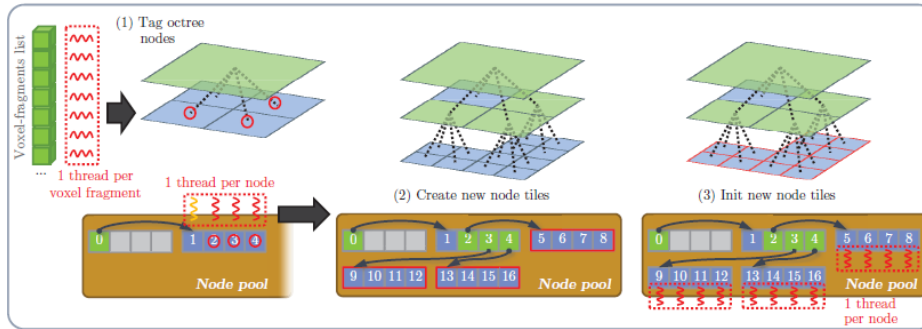 Voxel-fragments list
...
(1) Tag octree
nodes
1 thread per
voxel fragment
1 thread per node
0
1 2 3 4
Node pool
(2) Create new node tiles
0
1 2 3 4
5 6 7 8
9 10 11 12
13 14 15 16
Node pool
(3) Init new node tiles
0
1 2 3 4
5 6 7 8
9 10 11 12
13 14 15 16
Node pool
1 thread
per node